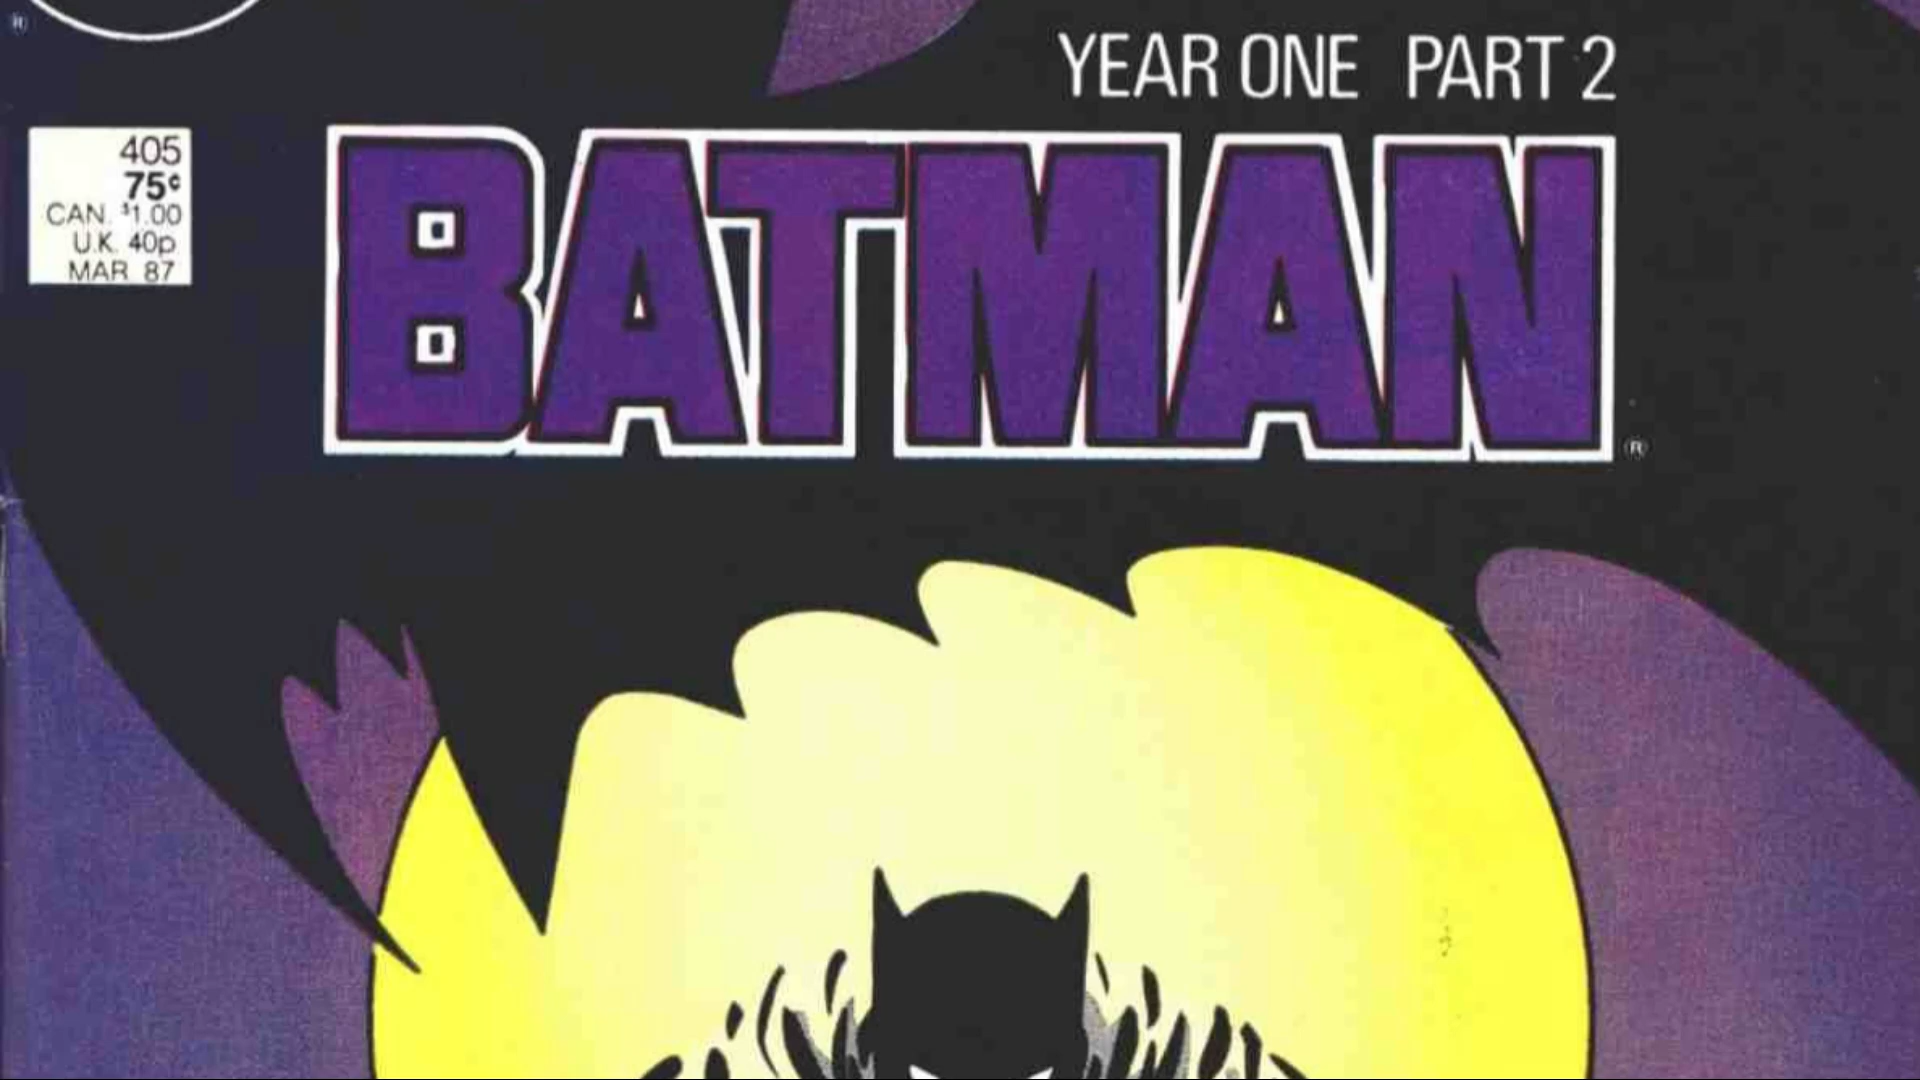 YEAR ONE PART 2
405
75¢
CAN. $1.00
U.K. 40p
MAR. 87
BATMAN
®
®